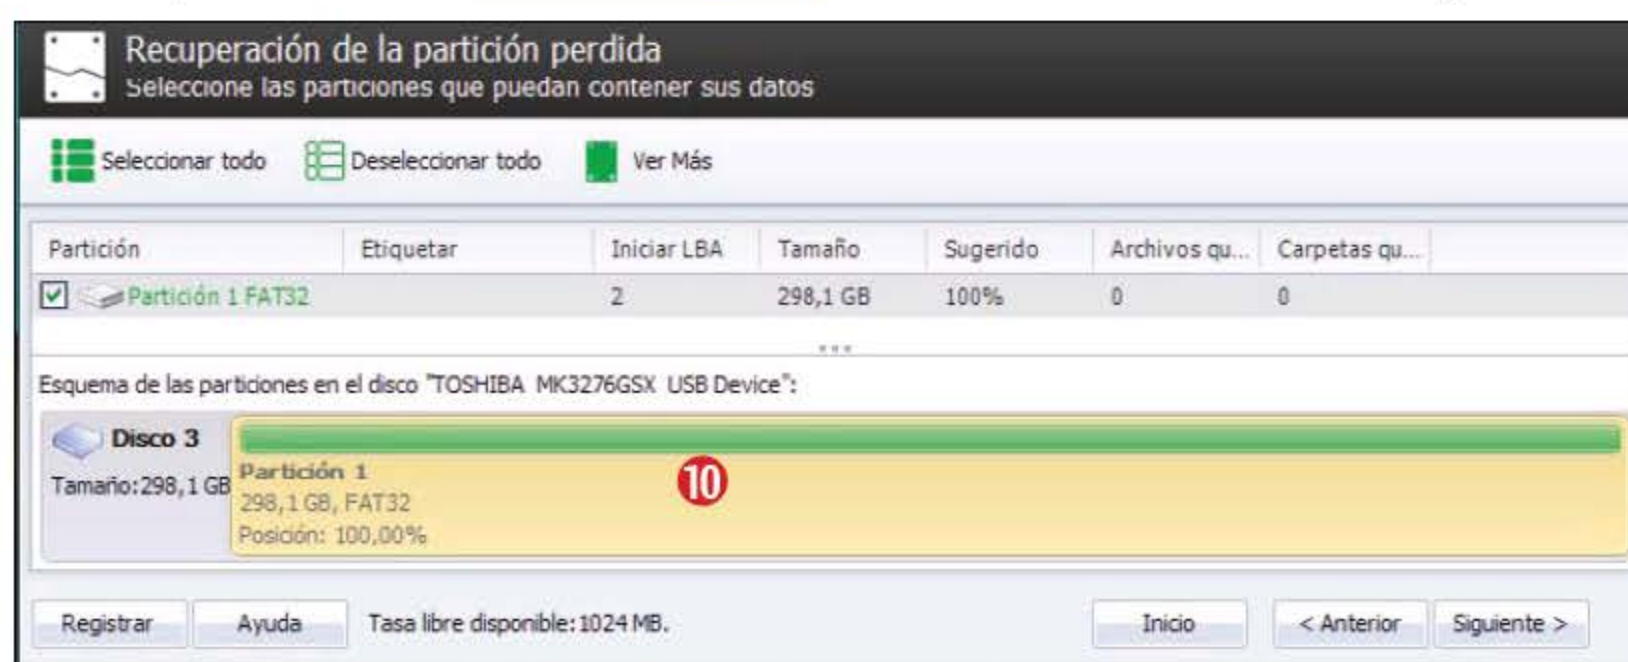 Recuperación de la partición perdida
Seleccione las particiones que puedan contener sus datos
Seleccionar todo Deseleccionar todo Ver Más
Partición Etiquetar Iniciar LBA Tamaño Sugerido Archivos qu... Carpetas qu...
Partición 1 FAT32 2 298,1 GB 100% 0 0
Esquema de las particiones en el disco "TOSHIBA MK3276GSX USB Device":
Disco 3
Tamaño:298,1 GB
Partición 1
298,1 GB, FAT32
Posición: 100,00%
10
Registrar Ayuda Tasa libre disponible:1024 MB. Inicio < Anterior Siguiente >